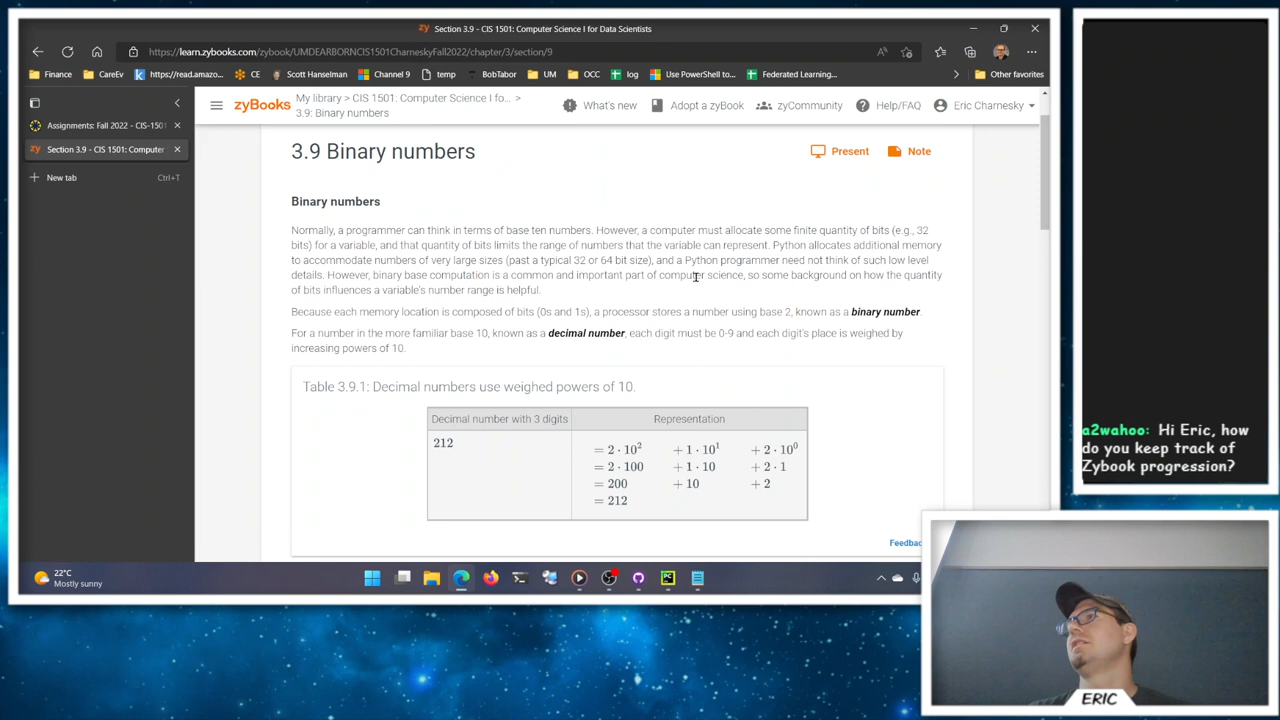 zy Section 3.9 - CIS 1501: Computer Science I for Data Scientists
https://learn.zybooks.com/zybook/UMDEARBORNCIS1501CharneskyFall2022/chapter/3/section/9
Finance CareEv https://read.amazo... CE Scott Hanselman Channel 9 temp BobTabor UM OCC log Use PowerShell to... Federated Learning... Other favorites
zyBooks My library > CIS 1501: Computer Science I fo... >
3.9: Binary numbers
What's new Adopt a zyBook zyCommunity Help/FAQ Eric Charnesky
Assignments: Fall 2022 - CIS-1501
zy Section 3.9 - CIS 1501: Computer
New tab Ctrl+T
3.9 Binary numbers
Present Note
Binary numbers
Normally, a programmer can think in terms of base ten numbers. However, a computer must allocate some finite quantity of bits (e.g., 32
bits) for a variable, and that quantity of bits limits the range of numbers that the variable can represent. Python allocates additional memory
to accommodate numbers of very large sizes (past a typical 32 or 64 bit size), and a Python programmer need not think of such low level
details. However, binary base computation is a common and important part of computer science, so some background on how the quantity
of bits influences a variable's number range is helpful.
Because each memory location is composed of bits (0s and 1s), a processor stores a number using base 2, known as a binary number.
For a number in the more familiar base 10, known as a decimal number, each digit must be 0-9 and each digit's place is weighed by
increasing powers of 10.
Table 3.9.1: Decimal numbers use weighed powers of 10.
Decimal number with 3 digits Representation
212
= 2 · 10² + 1 · 10¹ + 2 · 10⁰
= 2 · 100 + 1 · 10 + 2 · 1
= 200 + 10 + 2
= 212
Feedbac
22°C
Mostly sunny
a2wahoo: Hi Eric, how
do you keep track of
Zybook progression?
ERIC